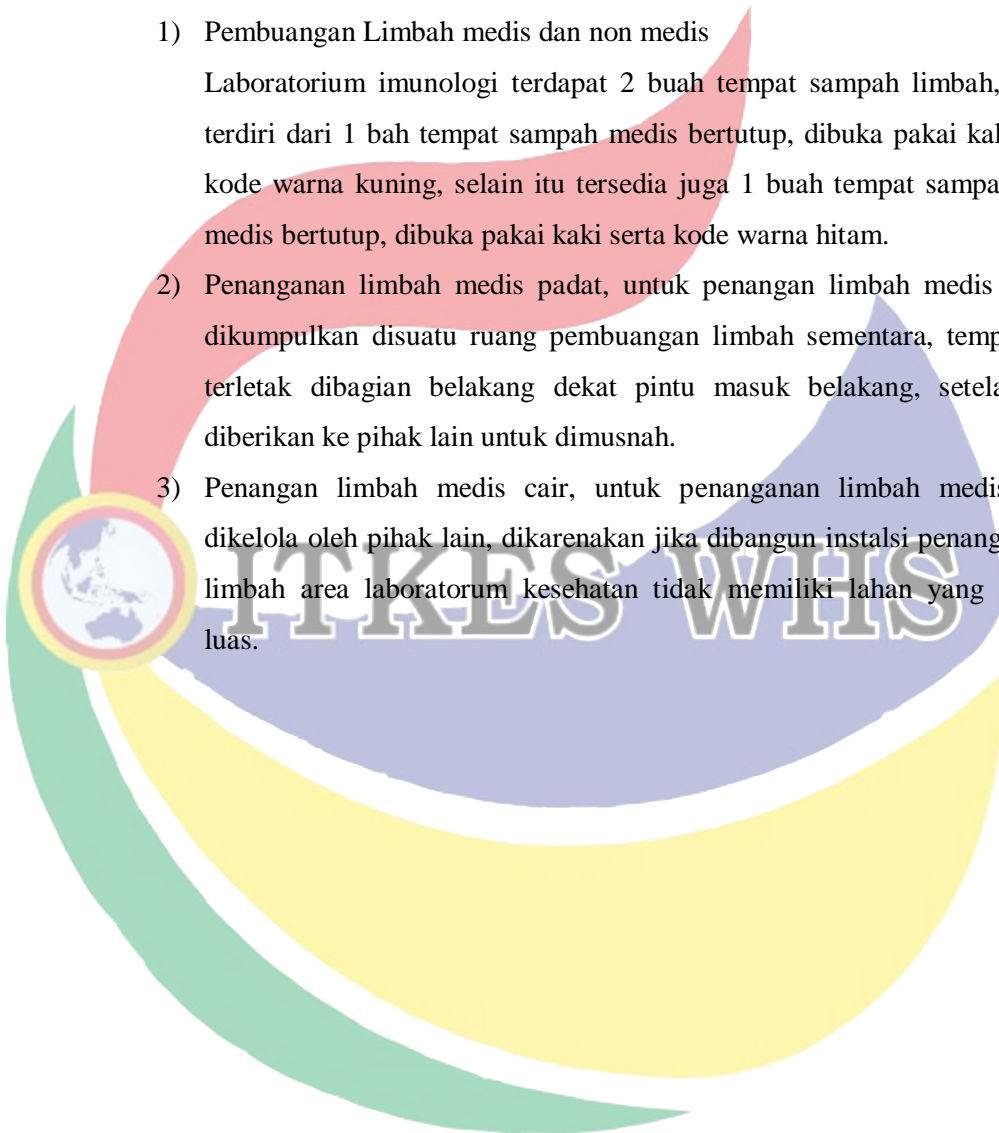 1) Pembuangan Limbah medis dan non medis
Laboratorium imunologi terdapat 2 buah tempat sampah limbah,
terdiri dari 1 bah tempat sampah medis bertutup, dibuka pakai
kode warna kuning, selain itu tersedia juga 1 buah tempat
medis bertutup, dibuka pakai kaki serta kode warna hitam.
2) Penanganan limbah medis padat, untuk penangan limbah medis
dikumpulkan disuatu ruang pembuangan limbah sementara,
terletak dibagian belakang dekat pintu masuk belakang,
diberikan ke pihak lain untuk dimusnah.
3) Penangan limbah medis cair, untuk penanganan limbah medis
dikelola oleh pihak lain, dikarenakan jika dibangun instalsi
limbah area laboratorum kesehatan tidak memiliki lahan yang
luas.
ITKES WHS